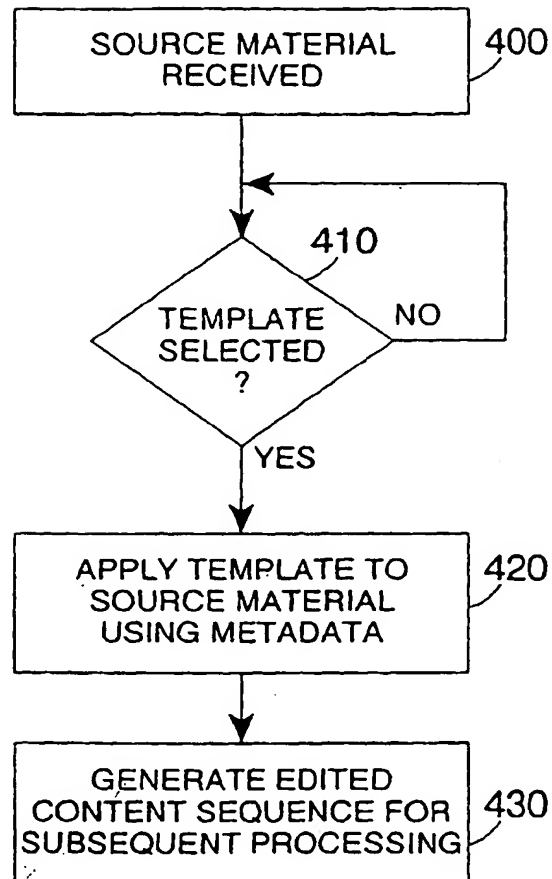 SOURCE MATERIAL
RECEIVED
400
410
TEMPLATE
SELECTED
?
NO
YES
APPLY TEMPLATE TO
SOURCE MATERIAL
USING METADATA
420
GENERATE EDITED
CONTENT SEQUENCE FOR
SUBSEQUENT PROCESSING
430